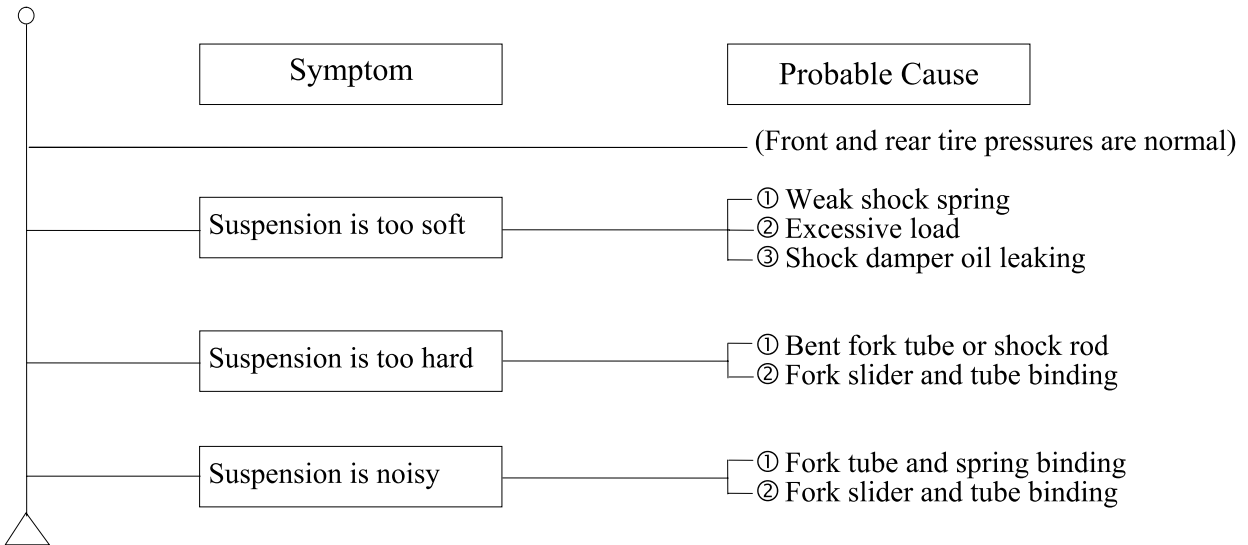 Symptom
Probable Cause
(Front and rear tire pressures are normal)
Suspension is too soft
① Weak shock spring
② Excessive load
③ Shock damper oil leaking
Suspension is too hard
① Bent fork tube or shock rod
② Fork slider and tube binding
Suspension is noisy
① Fork tube and spring binding
② Fork slider and tube binding